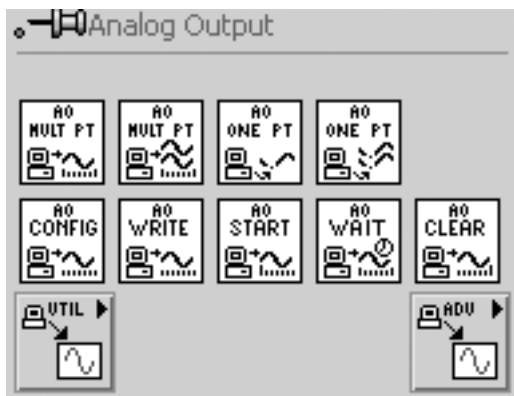 Analog Output
AO MULT PT
AO MULT PT
AO ONE PT
AO ONE PT
AO CONFIG
AO WRITE
AO START
AO WAIT
AO CLEAR
UTIL
ADV